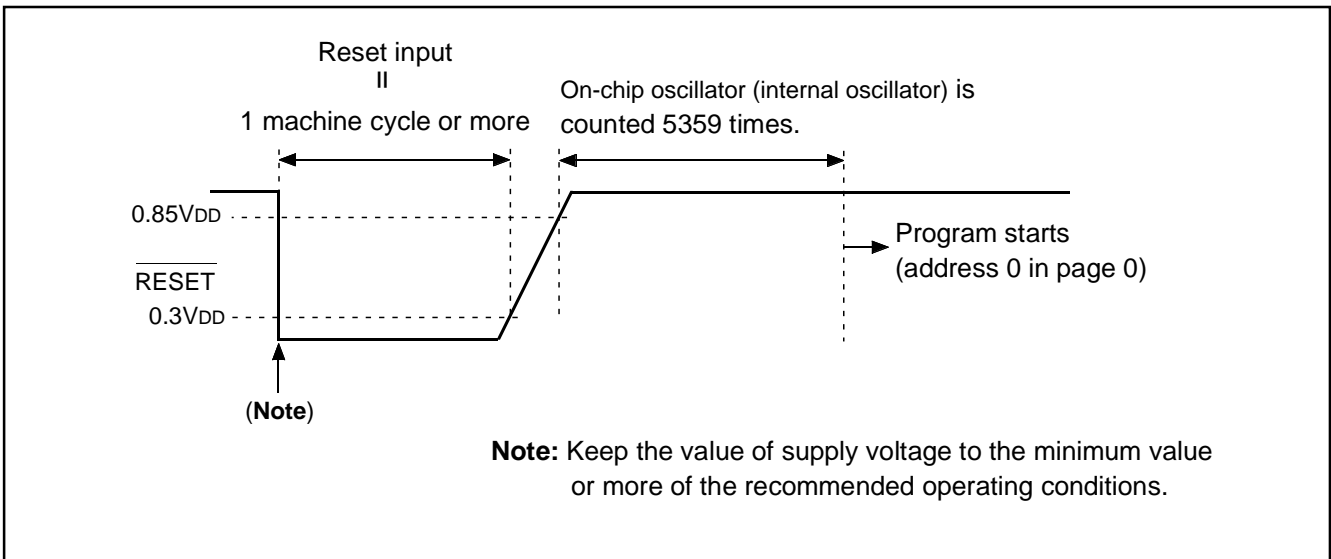 Reset input
=
1 machine cycle or more
On-chip oscillator (internal oscillator) is
counted 5359 times.
0.85VDD
RESET
0.3VDD
Program starts
(address 0 in page 0)
(Note)
Note: Keep the value of supply voltage to the minimum value
or more of the recommended operating conditions.